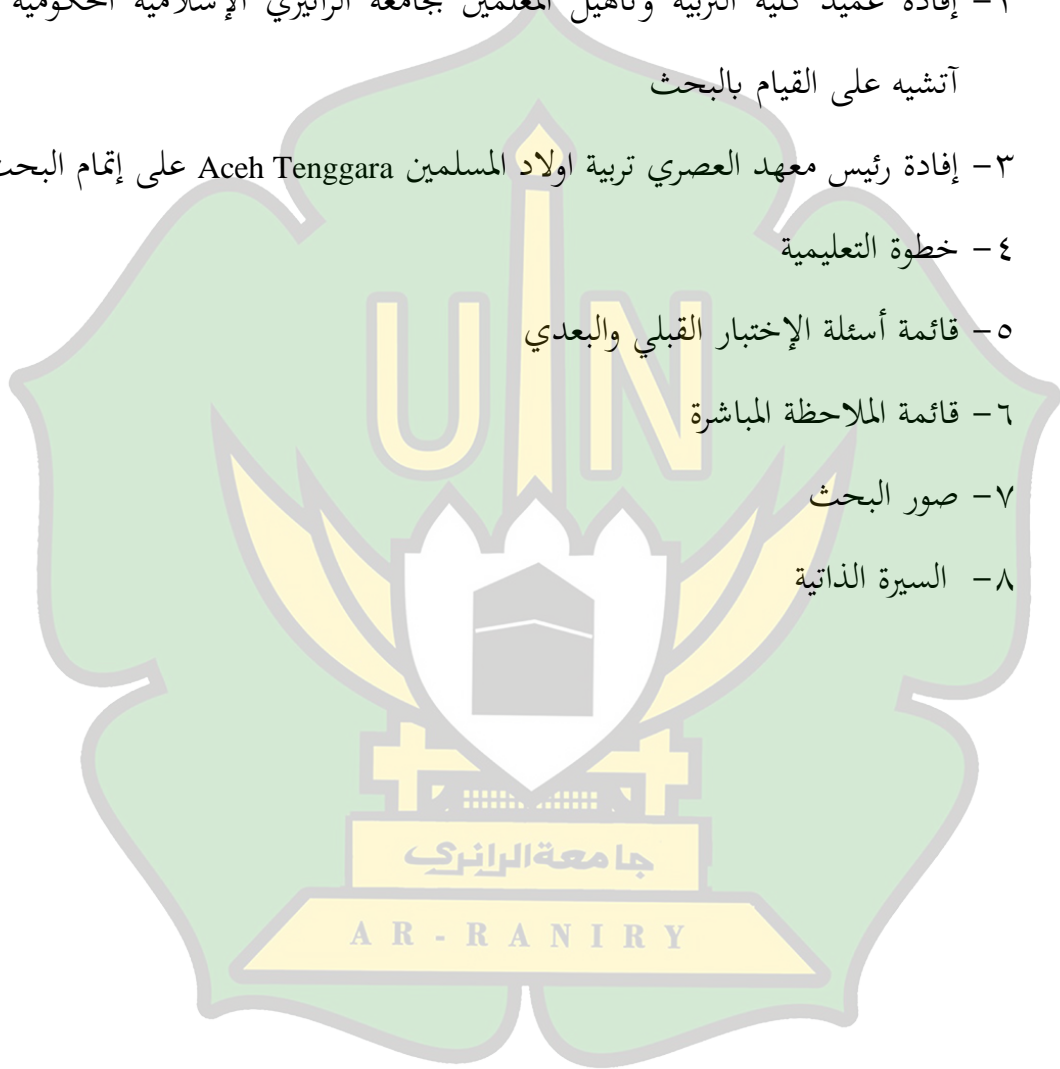 ٢- إفادة عميد كلية التربية وتأهيل المعلمين بجامعة الرانيري الإسلامية الحكومية
آتشيه على القيام بالبحث
٣- إفادة رئيس معهد العصري تربية اولاد المسلمين Aceh Tenggara على إتمام البحث
٤- خطوة التعليمية
٥- قائمة أسئلة الإختبار القبلي والبعدي
٦- قائمة الملاحظة المباشرة
٧- صور البحث
٨- السيرة الذاتية
UIN
جامعة الرانري
AR-RANIRY